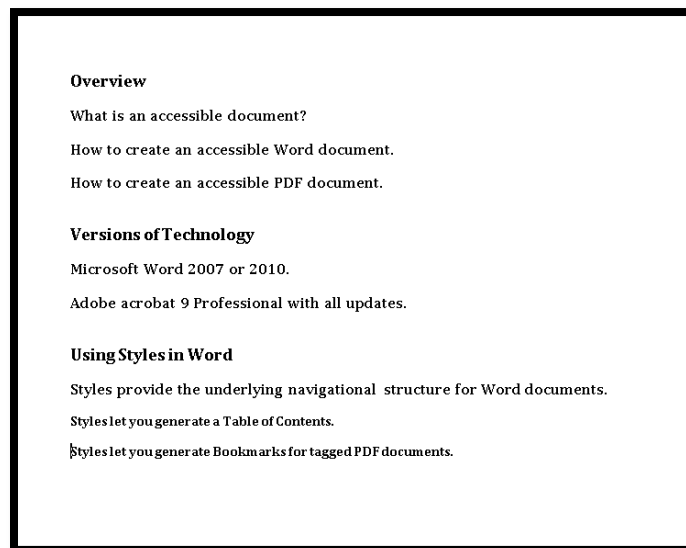 Overview
What is an accessible document?
How to create an accessible Word document.
How to create an accessible PDF document.
Versions of Technology
Microsoft Word 2007 or 2010.
Adobe acrobat 9 Professional with all updates.
Using Styles in Word
Styles provide the underlying navigational structure for Word documents.
Styles let you generate a Table of Contents.
Styles let you generate Bookmarks for tagged PDF documents.